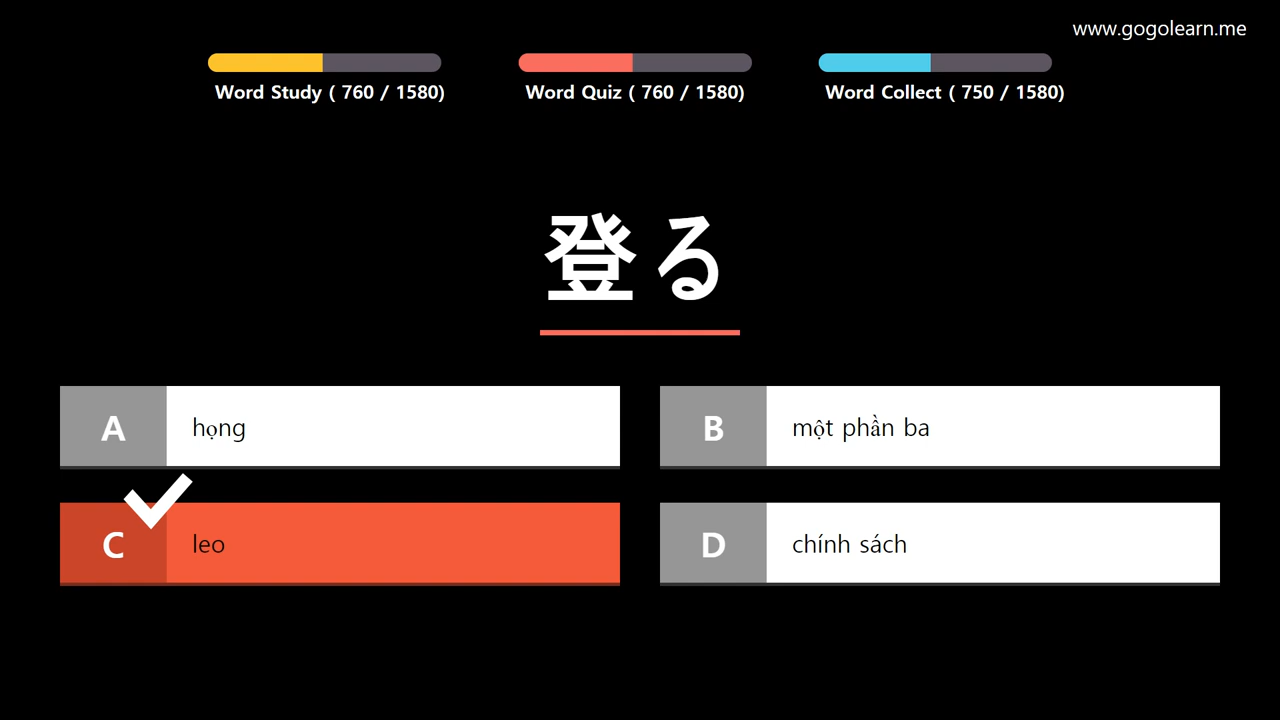 www.gogolearn.me
Word Study ( 760 / 1580)
Word Quiz ( 760 / 1580)
Word Collect ( 750 / 1580)
登る
A họng
B một phần ba
C leo
D chính sách